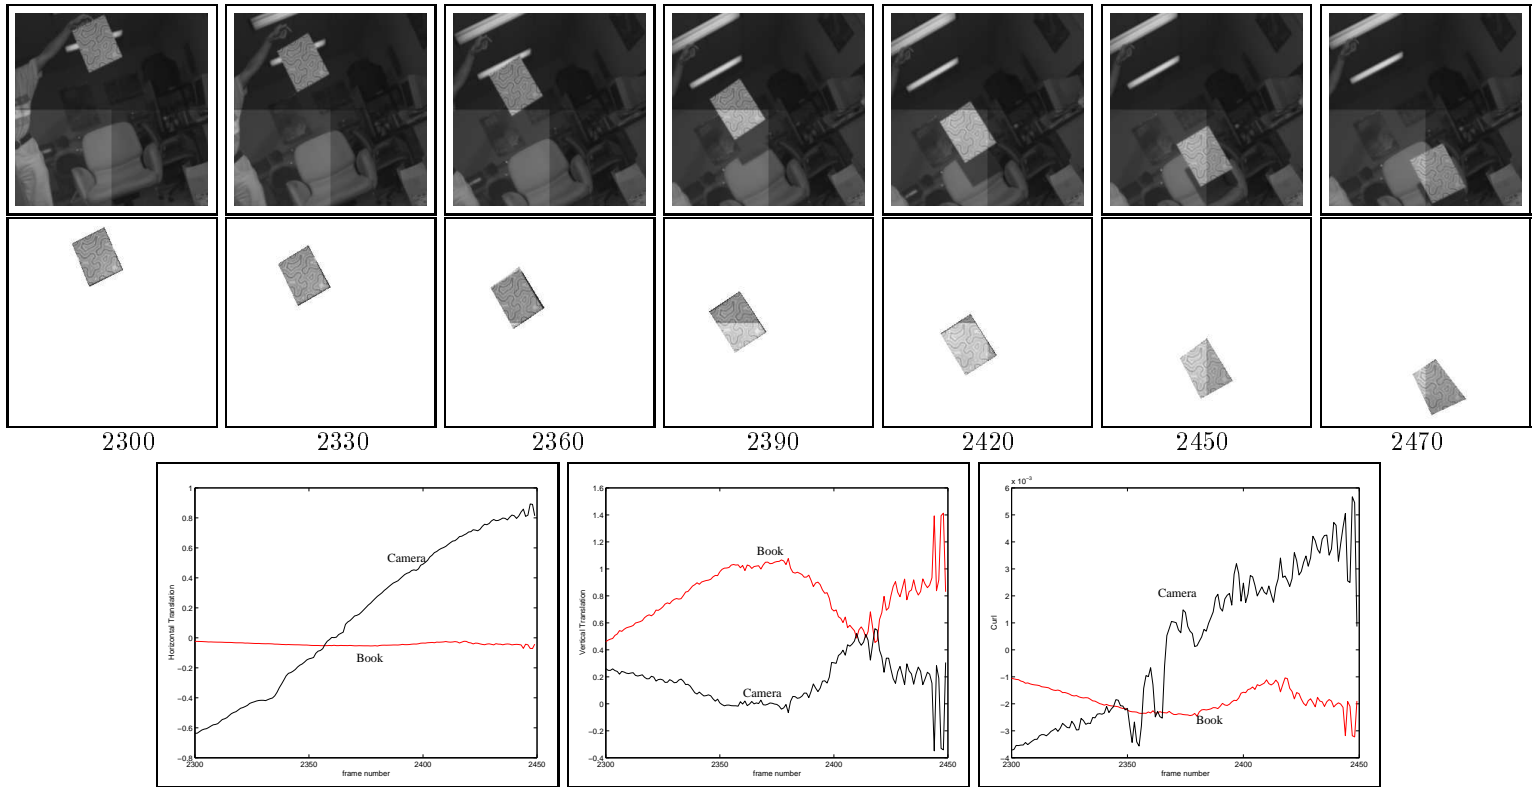 2300 2330 2360 2390 2420 2450 2470
1
0.8
0.6
0.4
0.2
0
−0.2
−0.4
−0.6
−0.8
2300 2350 2400 2450
frame number
Horizontal Translation
Camera
Book
1.6
1.4
1.2
1
0.8
0.6
0.4
0.2
0
−0.2
−0.4
2300 2350 2400 2450
frame number
Vertical Translation
Book
Camera
x 10⁻³
6
5
4
3
2
1
0
−1
−2
−3
−4
2300 2350 2400 2450
frame number
Curl
Camera
Book